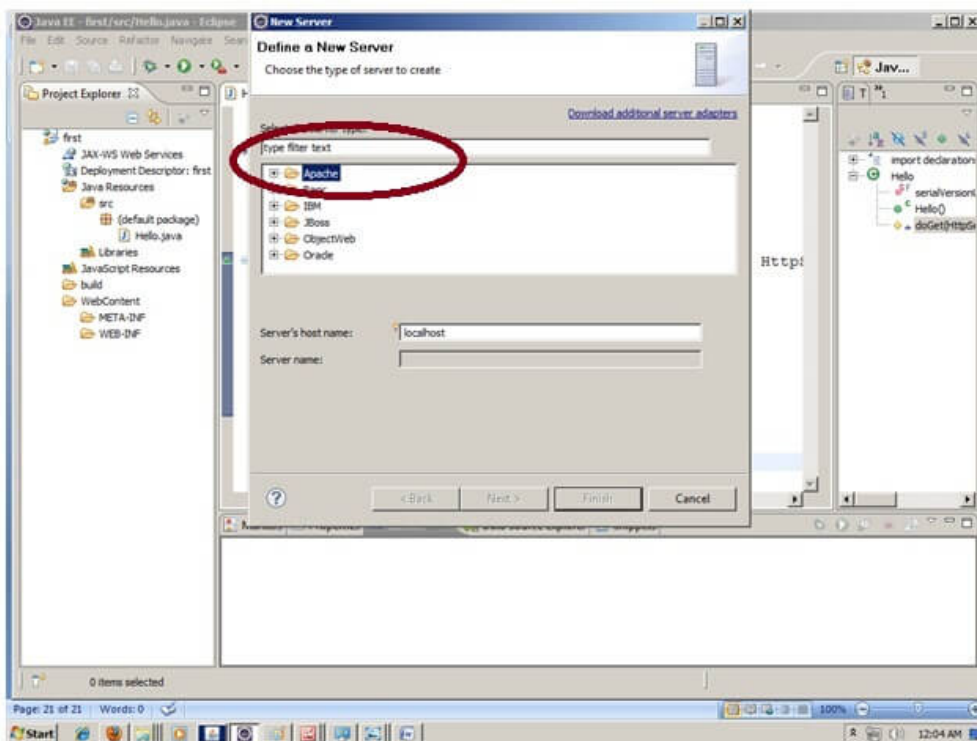 Java EE - first/src/Hello.java - Eclipse
File Edit Source Refactor Navigate
New Server
Define a New Server
Choose the type of server to create
Download additional server adapters
type filter text
Apache
IBM
JBoss
ObjectWeb
Oracle
Server's host name: localhost
Server name:
< Back Next > Finish Cancel
Project Explorer
first
JAX-WS Web Services
Deployment Descriptor: first
Java Resources
src
(default package)
Hello.java
Libraries
JavaScript Resources
build
WebContent
META-INF
WEB-INF
Jav...
import declaration
Hello
serialVersion
Hello()
doGet(HttpS
HttpS
0 items selected
Page: 21 of 21 Words: 0 100%
Start 12:04 AM